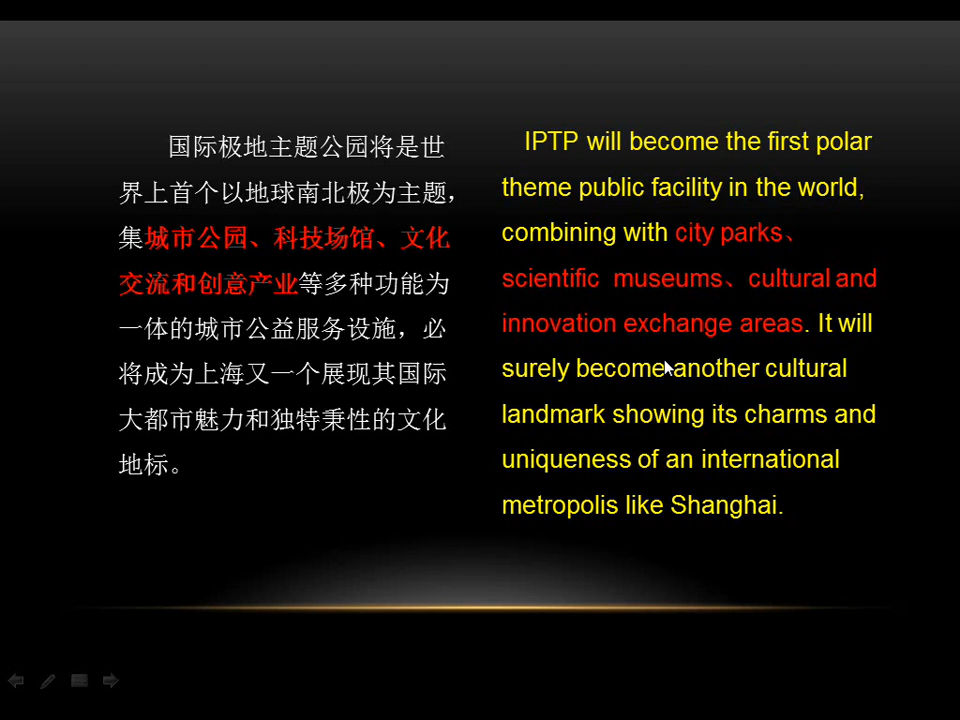 国际极地主题公园将是世
界上首个以地球南北极为主题，
集城市公园、科技场馆、文化
交流和创意产业等多种功能为
一体的城市公益服务设施，必
将成为上海又一个展现其国际
大都市魅力和独特秉性的文化
地标。
IPTP will become the first polar
theme public facility in the world,
combining with city parks、
scientific museums、cultural and
innovation exchange areas. It will
surely become another cultural
landmark showing its charms and
uniqueness of an international
metropolis like Shanghai.